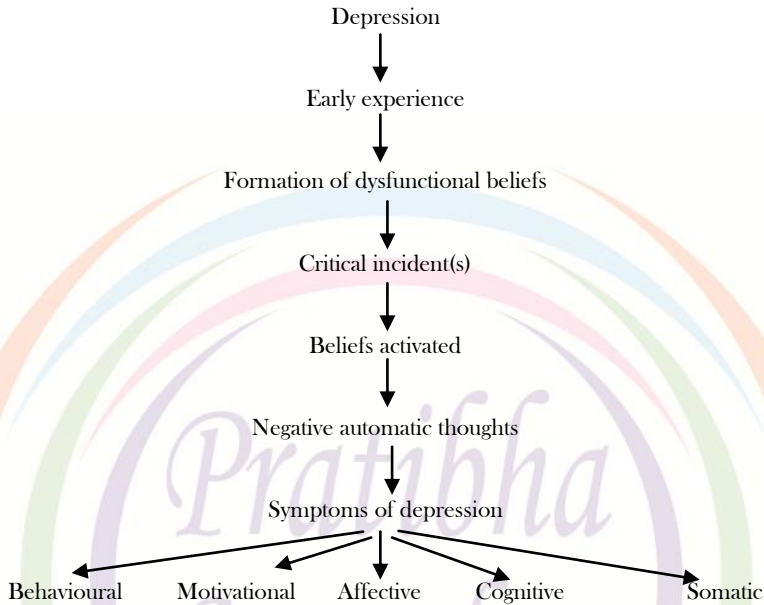 Depression
Early experience
Formation of dysfunctional beliefs
Critical incident(s)
Beliefs activated
Negative automatic thoughts
Pratibha
Symptoms of depression
Behavioural Motivational Affective Cognitive Somatic